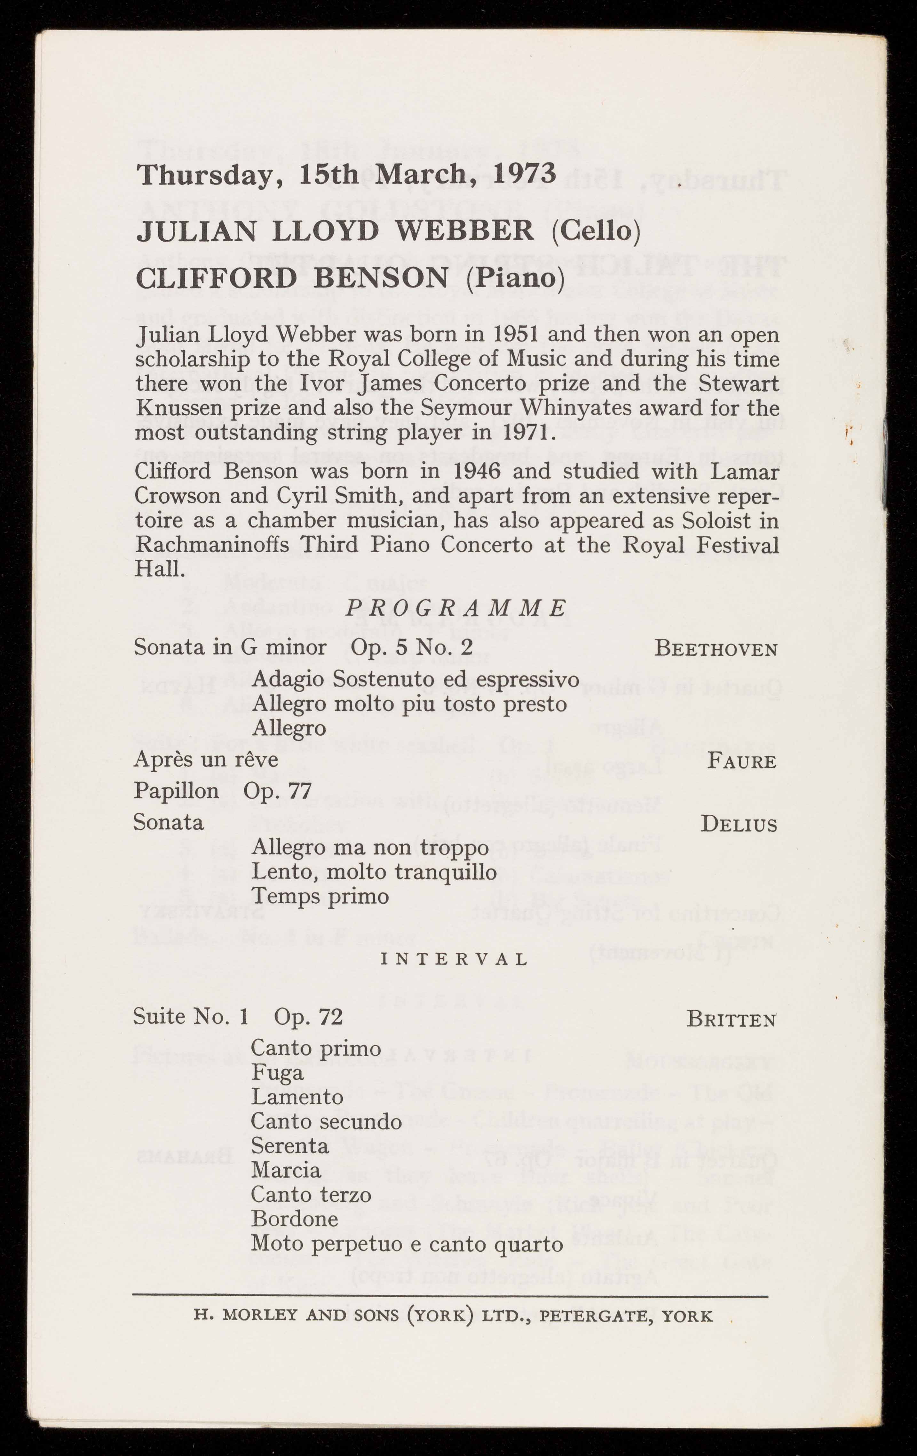 Thursday, 15th March, 1973
JULIAN LLOYD WEBBER (Cello)
CLIFFORD BENSON (Piano)
Julian Lloyd Webber was born in 1951 and then won an open
scholarship to the Royal College of Music and during his time
there won the Ivor James Concerto prize and the Stewart
Knussen prize and also the Seymour Whinyates award for the
most outstanding string player in 1971.
Clifford Benson was born in 1946 and studied with Lamar
Crowson and Cyril Smith, and apart from an extensive reper-
toire as a chamber musician, has also appeared as Soloist in
Rachmaninoffs Third Piano Concerto at the Royal Festival
Hall.
PROGRAMME
Sonata in G minor Op. 5 No. 2 BEETHOVEN
Adagio Sostenuto ed espressivo
Allegro molto piu tosto presto
Allegro
Après un rêve FAURE
Papillon Op. 77
Sonata DELIUS
Allegro ma non troppo
Lento, molto tranquillo
Temps primo
INTERVAL
Suite No. 1 Op. 72 BRITTEN
Canto primo
Fuga
Lamento
Canto secundo
Serenta
Marcia
Canto terzo
Bordone
Moto perpetuo e canto quarto
H. MORLEY AND SONS (YORK) LTD., PETERGATE, YORK